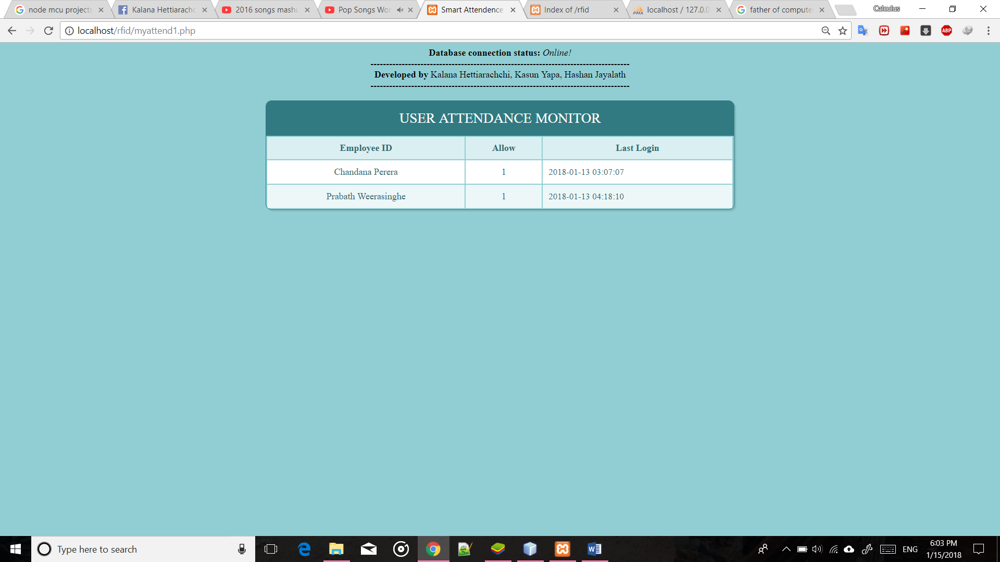 node mcu projects
Kalana Hettiarachc
2016 songs mashu
Pop Songs Wor
Smart Attendence
Index of /rfid
PMA
localhost / 127.0.0
father of compute
Calculus
localhost/rfid/myattend1.php
ABP
Database connection status: Online!
-----------------------------------------------------------------------------------
Developed by Kalana Hettiarachchi, Kasun Yapa, Hashan Jayalath
-----------------------------------------------------------------------------------
USER ATTENDANCE MONITOR
Employee ID Allow Last Login
Chandana Perera 1 2018-01-13 03:07:07
Prabath Weerasinghe 1 2018-01-13 04:18:10
Type here to search
ENG
6:03 PM
1/15/2018